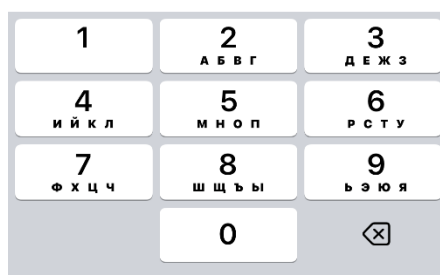 1 2 3
А Б В Г Д Е Ж З
4 5 6
И Й К Л М Н О П Р С Т У
7 8 9
Ф Х Ц Ч Ш Щ Ъ Ы Ь Э Ю Я
0